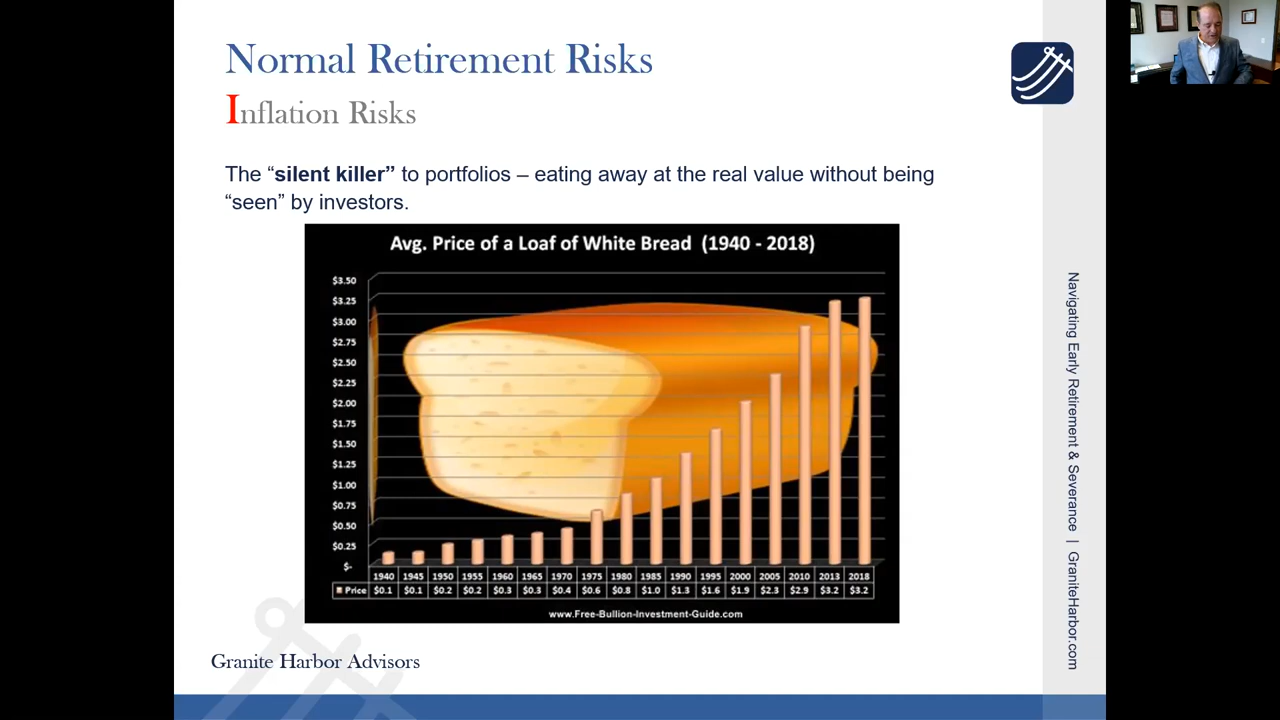 Normal Retirement Risks
Inflation Risks
The “silent killer” to portfolios – eating away at the real value without being
“seen” by investors.
Avg. Price of a Loaf of White Bread (1940 - 2018)
$3.50
$3.25
$3.00
$2.75
$2.50
$2.25
$2.00
$1.75
$1.50
$1.25
$1.00
$0.75
$0.50
$0.25
$-
1940 1945 1950 1955 1960 1965 1970 1975 1980 1985 1990 1995 2000 2005 2010 2013 2018
Price $0.1 $0.1 $0.2 $0.2 $0.3 $0.3 $0.4 $0.6 $0.8 $1.0 $1.3 $1.6 $1.9 $2.3 $2.9 $3.2 $3.2
www.Free-Bullion-Investment-Guide.com
Granite Harbor Advisors
Navigating Early Retirement & Severance | GraniteHarbor.com